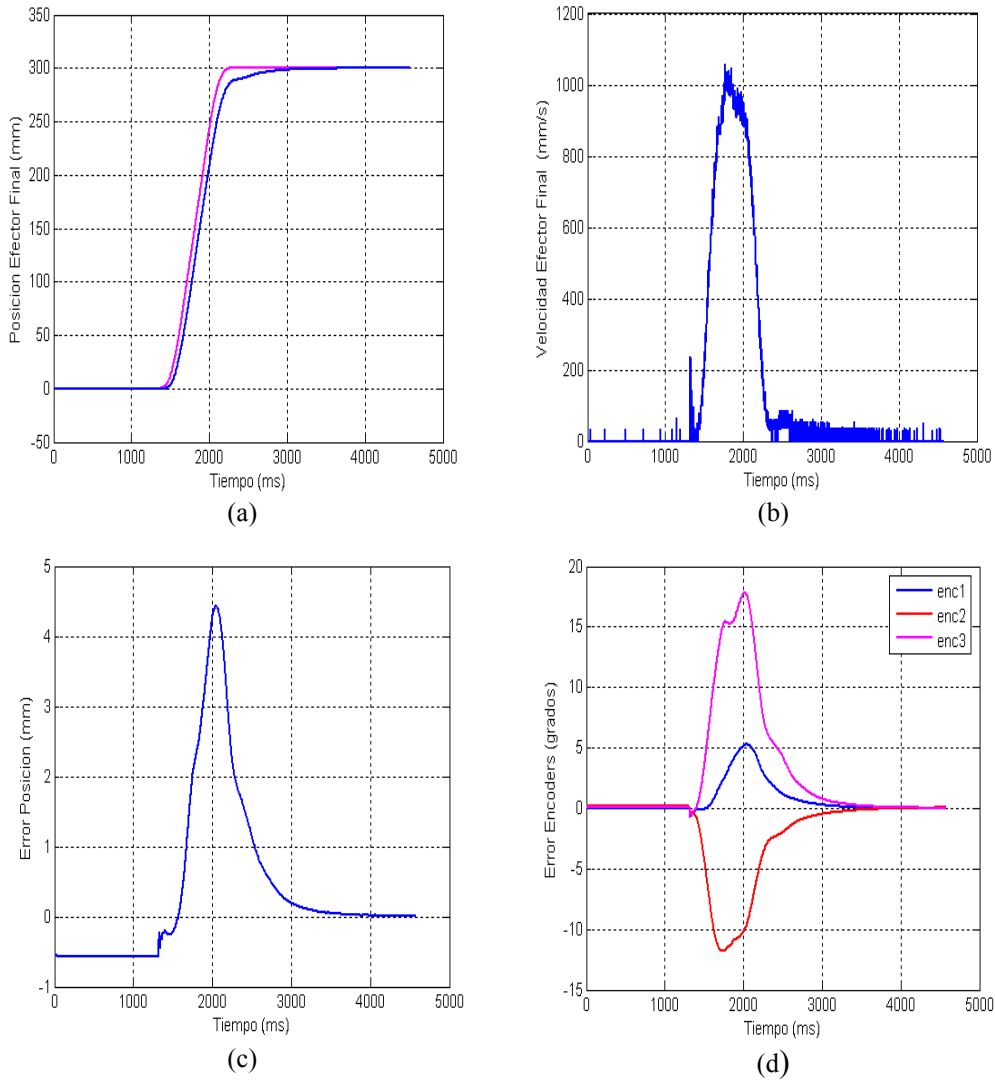 350
300
250
200
150
100
50
0
-50
0 1000 2000 3000 4000 5000
Posicion Efector Final (mm)
Tiempo (ms)
(a)
1200
1000
800
600
400
200
0
0 1000 2000 3000 4000 5000
Velocidad Efector Final (mm/s)
Tiempo (ms)
(b)
5
4
3
2
1
0
-1
0 1000 2000 3000 4000 5000
Error Posicion (mm)
Tiempo (ms)
(c)
20
15
10
5
0
-5
-10
-15
0 1000 2000 3000 4000 5000
Error Encoders (grados)
enc1
enc2
enc3
Tiempo (ms)
(d)